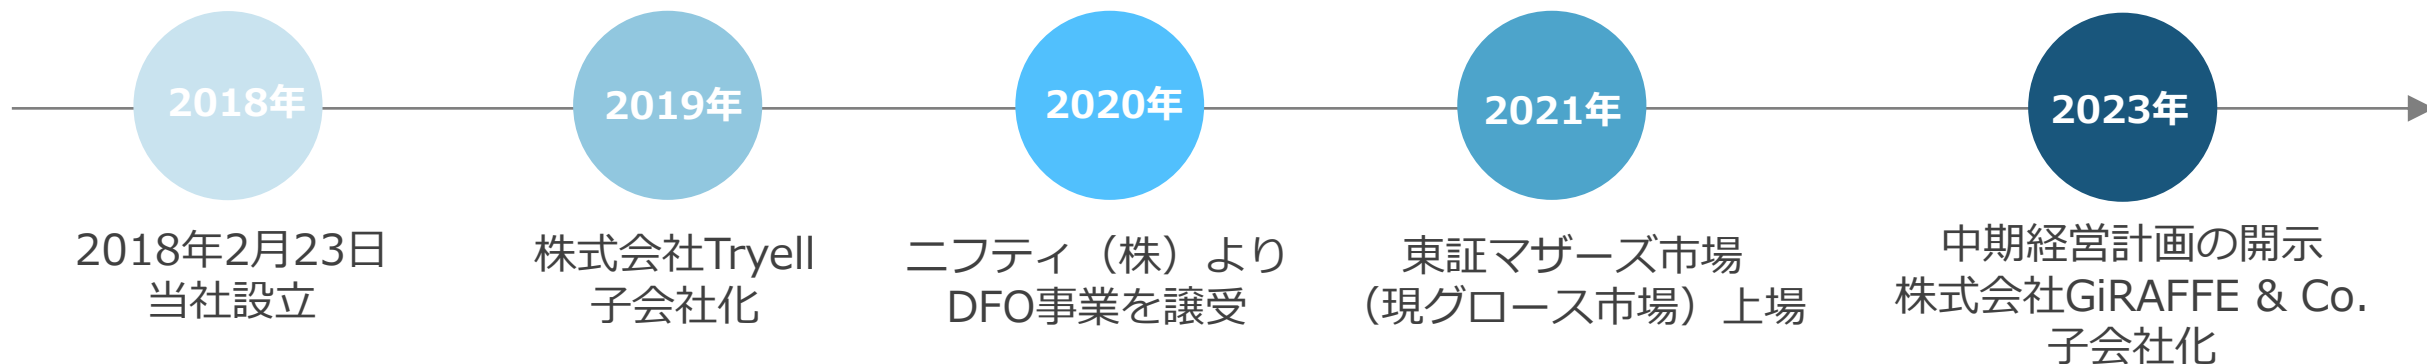 2018年
2019年
2020年
2021年
2023年
2018年2月23日
当社設立
株式会社Tryell
子会社化
ニフティ（株）より
DFO事業を譲受
東証マザーズ市場
（現グロース市場）上場
中期経営計画の開示
株式会社GiRAFFE & Co.
子会社化